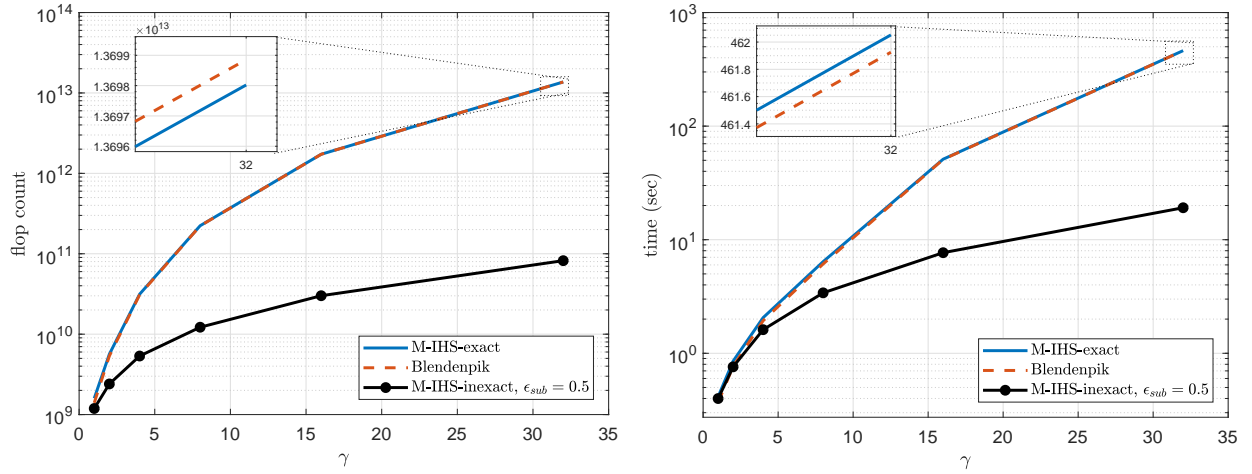 10^14
10^13
10^12
10^11
10^10
10^9
flop count
0 5 10 15 20 25 30 35
γ
×10^13
1.3699
1.3698
1.3697
1.3696
32
M-IHS-exact
Blendenpik
M-IHS-inexact, ϵ_sub = 0.5
10^3
10^2
10^1
10^0
time (sec)
0 5 10 15 20 25 30 35
γ
462
461.8
461.6
461.4
32
M-IHS-exact
Blendenpik
M-IHS-inexact, ϵ_sub = 0.5